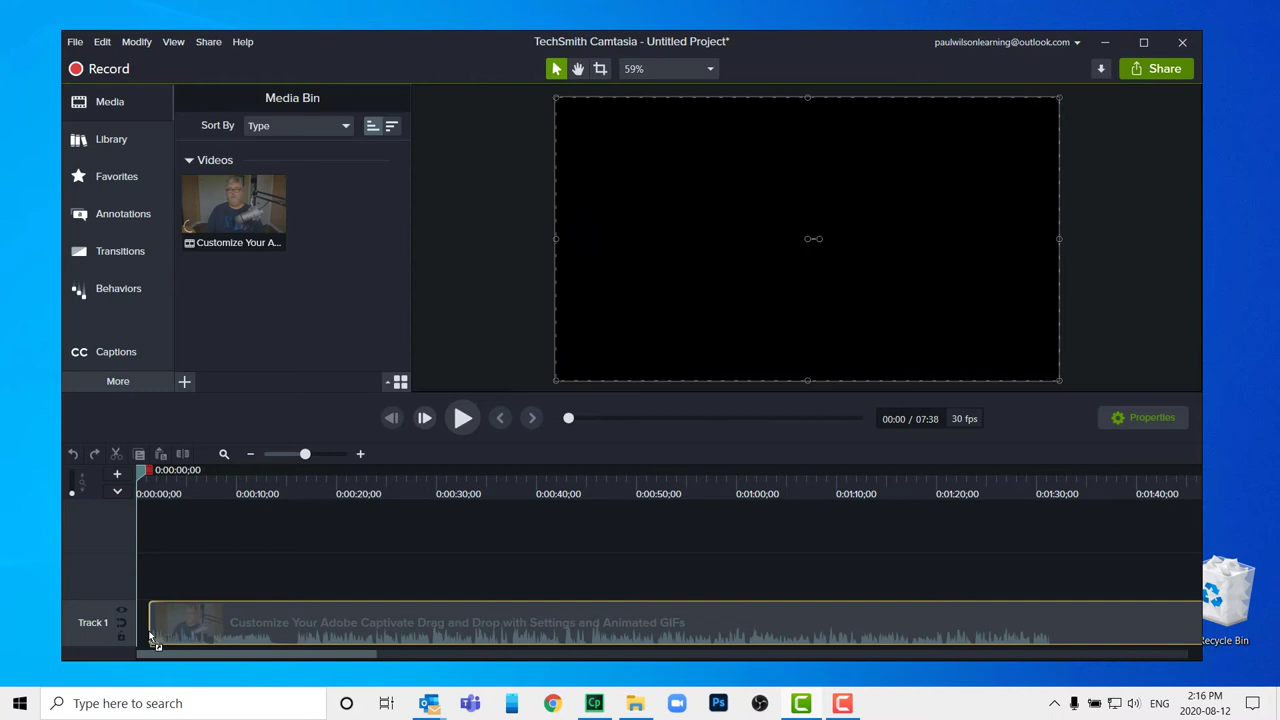 File Edit Modify View Share Help
TechSmith Camtasia - Untitled Project*
paulwilsonlearning@outlook.com
Record
59%
Share
Media
Library
Favorites
Annotations
Transitions
Behaviors
CC Captions
More
Media Bin
Sort By Type
Videos
Customize Your A...
00:00 / 07:38 30 fps
Properties
0:00:00;00
0:00:00;00 0:00:10;00 0:00:20;00 0:00:30;00 0:00:40;00 0:00:50;00 0:01:00;00 0:01:10;00 0:01:20;00 0:01:30;00 0:01:40;00
Track 1
Customize Your Adobe Captivate Drag and Drop with Settings and Animated GIFs
Recycle Bin
Type here to search
Cp
Ps
ENG
2:16 PM
2020-08-12